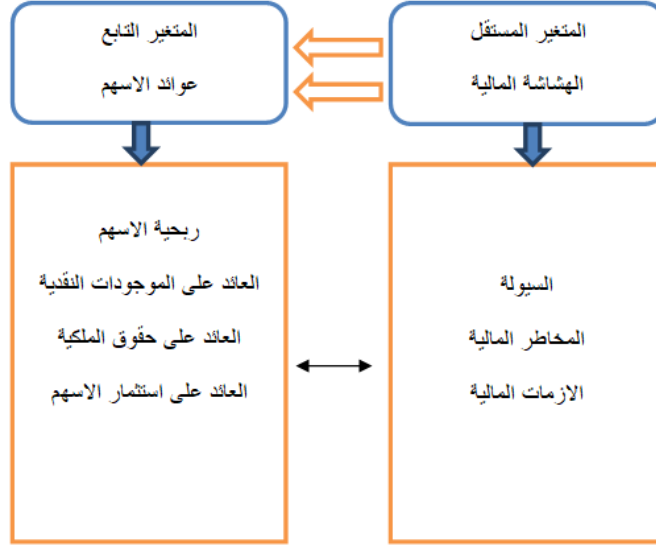 المتغير المستقل
الهشاشة المالية
المتغير التابع
عوائد الاسهم
السيولة
المخاطر المالية
الازمات المالية
ربحية الاسهم
العائد على الموجودات النقدية
العائد على حقوق الملكية
العائد على استثمار الاسهم